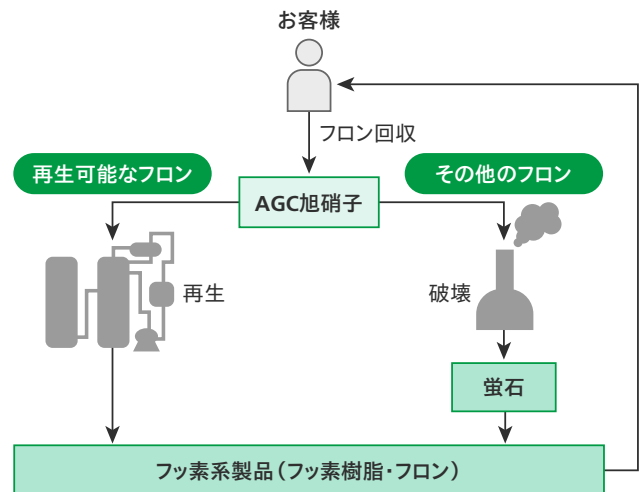 お客様
フロン回収
再生可能なフロン
その他のフロン
AGC旭硝子
再生
破壊
蛍石
フッ素系製品（フッ素樹脂・フロン）